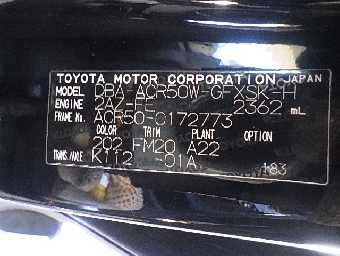 TOYOTA MOTOR CORPORATION JAPAN
MODEL DBA-ACR50W-GFXSK-H
ENGINE 2AZ-FE 2362 mL
FRAME No. ACR50-0172773
COLOR TRIM PLANT OPTION
202 FM20 A22
TRANS./AXLE K112 -01A
183